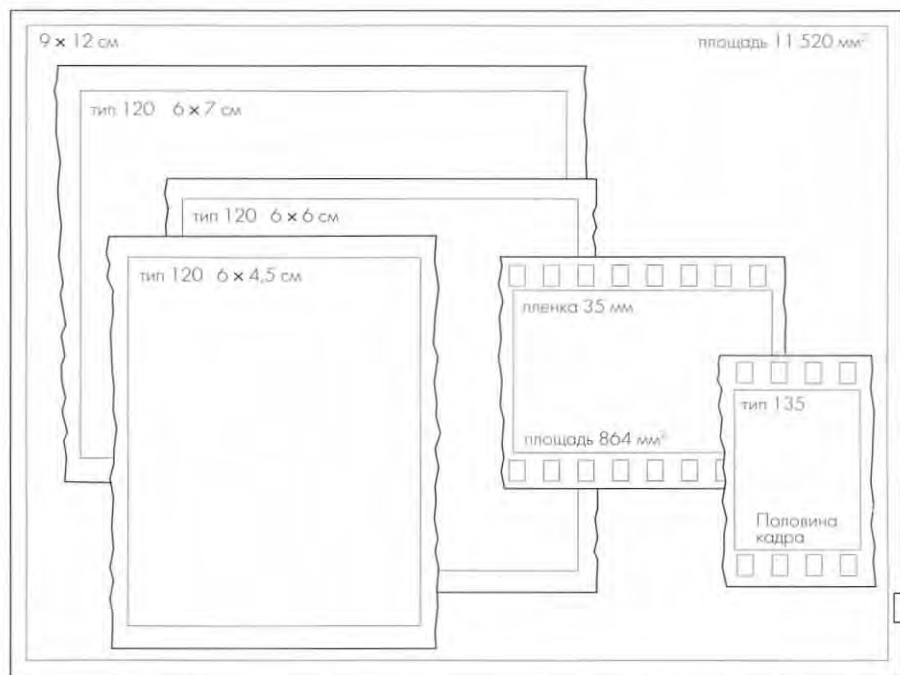 9 × 12 см
площадь 11 520 мм²
тип 120 6 × 7 см
тип 120 6 × 6 см
тип 120 6 × 4,5 см
пленка 35 мм
площадь 864 мм²
тип 135
Половина
кадра